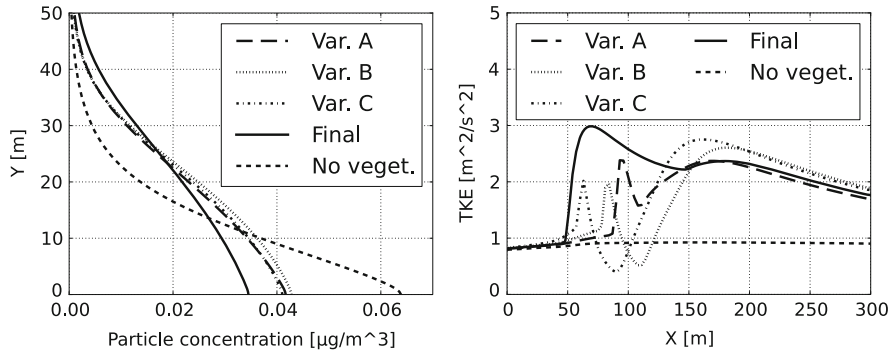 50
40
30
20
10
0
Y [m]
0.00
0.02
0.04
0.06
Particle concentration [μg/m^3]
Var. A
Var. B
Var. C
Final
No veget.
5
4
3
2
1
0
TKE [m^2/s^2]
0
50
100
150
200
250
300
X [m]
Var. A
Var. B
Var. C
Final
No veget.